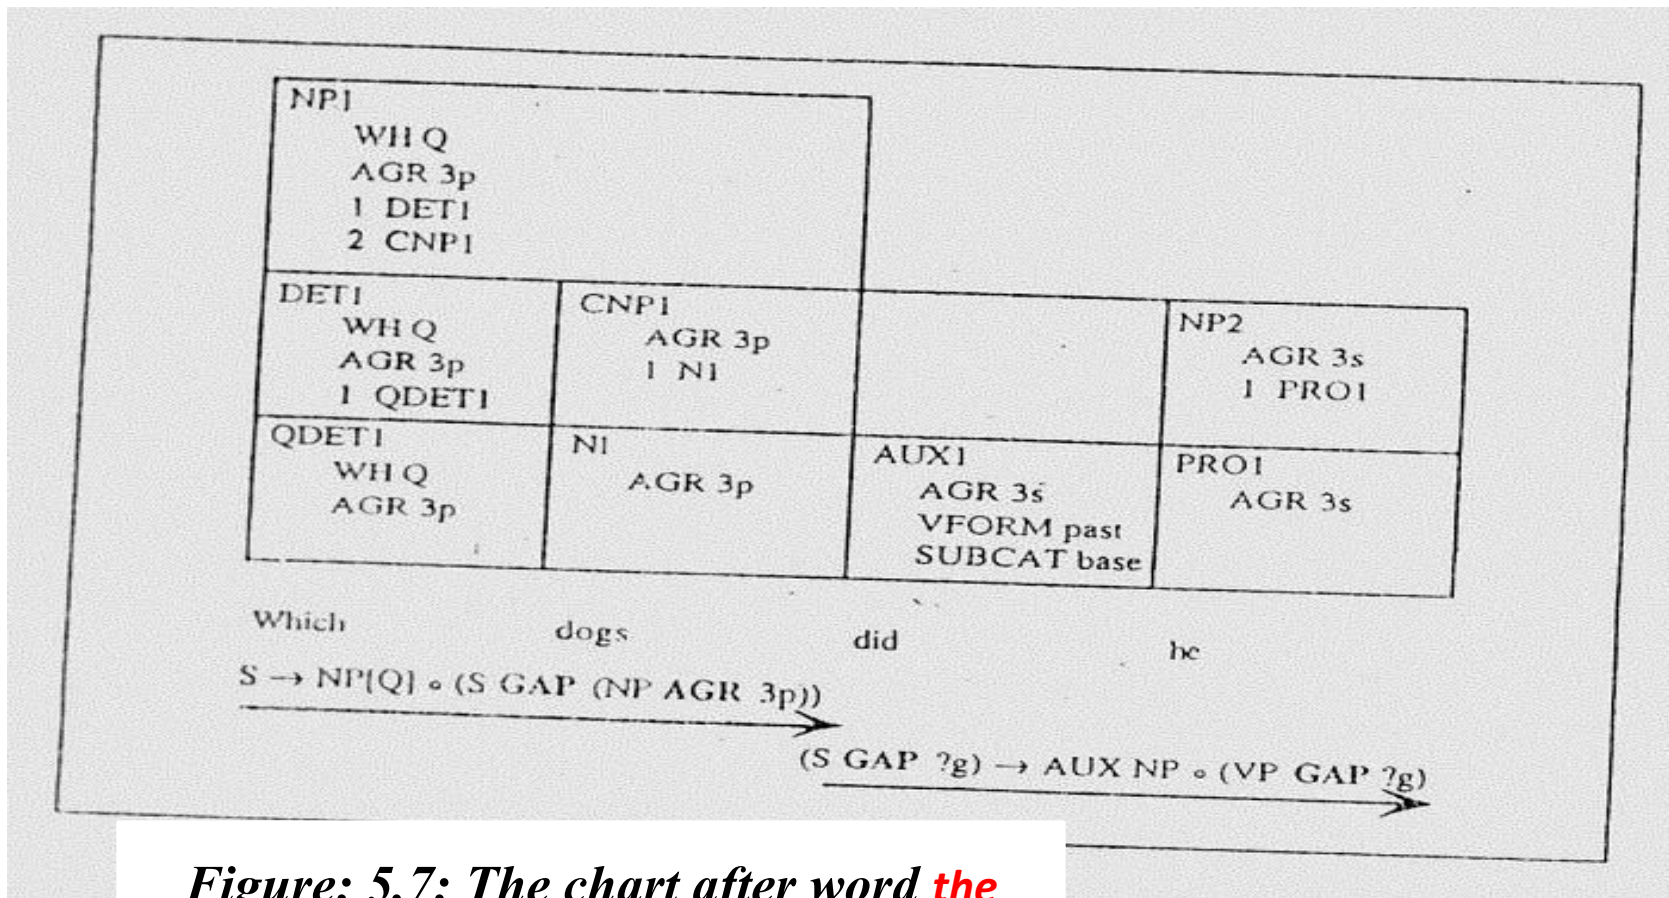 NP1
WH Q
AGR 3p
1 DET1
2 CNP1
DET1
WH Q
AGR 3p
1 QDET1
CNP1
AGR 3p
1 N1
NP2
AGR 3s
1 PRO1
QDET1
WH Q
AGR 3p
N1
AGR 3p
AUX1
AGR 3s
VFORM past
SUBCAT base
PRO1
AGR 3s
Which dogs did he
S → NP[Q] ∘ (S GAP (NP AGR 3p))
(S GAP ?g) → AUX NP ∘ (VP GAP ?g)
Figure: 5.7: The chart after word the